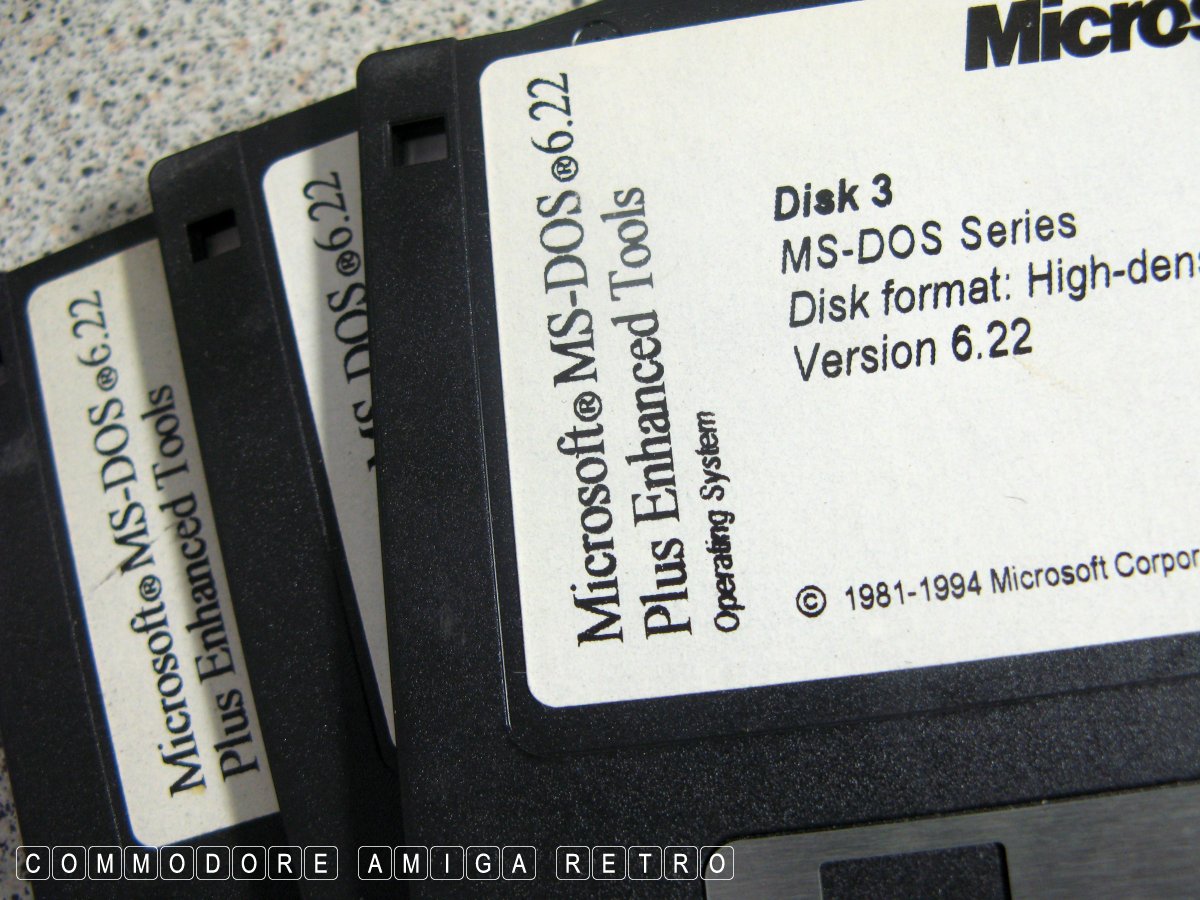 Microsoft® MS-DOS® 6.22
Plus Enhanced Tools
MS-DOS® 6.22
Microsoft® MS-DOS® 6.22
Plus Enhanced Tools
Operating System
Micros
Disk 3
MS-DOS Series
Disk format: High-dens
Version 6.22
© 1981-1994 Microsoft Corpor
COMMODORE AMIGA RETRO